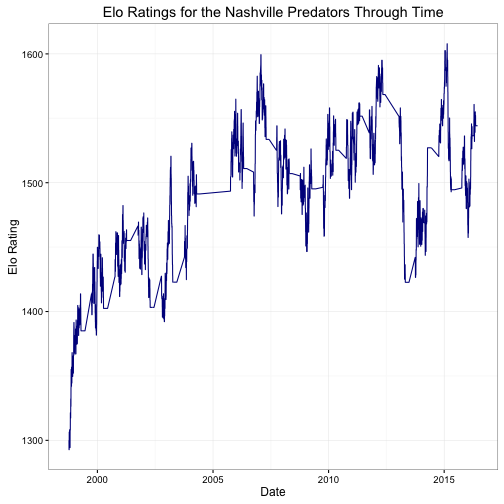 Elo Ratings for the Nashville Predators Through Time
Elo Rating
1600
1500
1400
1300
2000 2005 2010 2015
Date